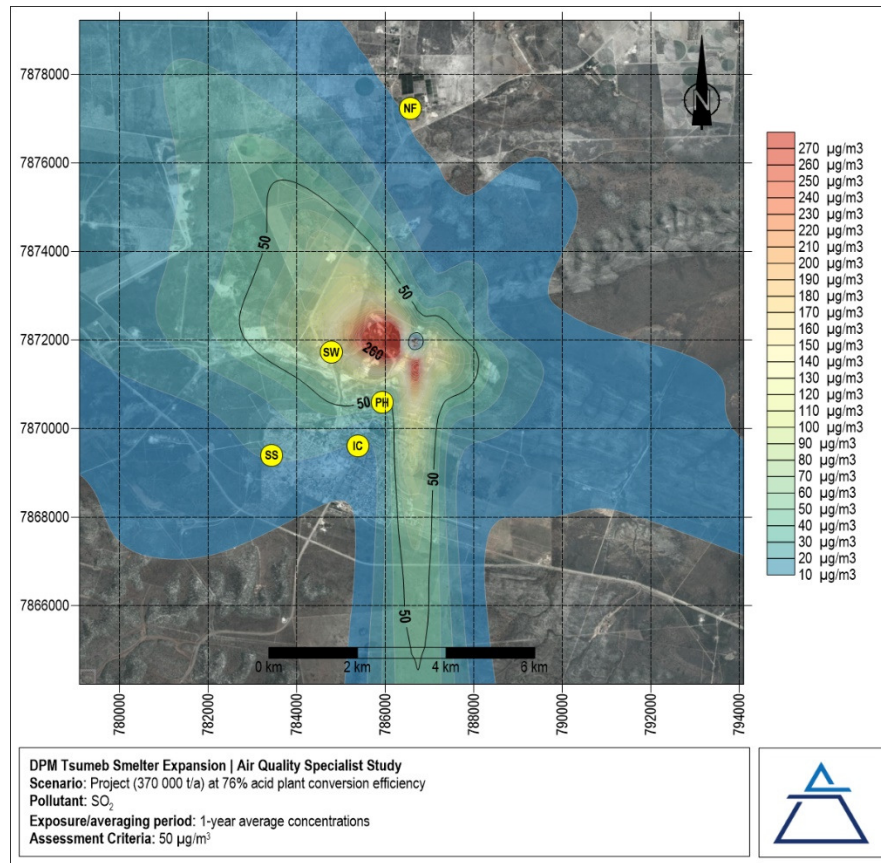 7878000
7876000
7874000
7872000
7870000
7868000
7866000
NF
N
50
50
260
SW
50
PH
IC
SS
50
50
50
0 km
2 km
4 km
6 km
780000
782000
784000
786000
788000
790000
792000
794000
270 µg/m3
260 µg/m3
250 µg/m3
240 µg/m3
230 µg/m3
220 µg/m3
210 µg/m3
200 µg/m3
190 µg/m3
180 µg/m3
170 µg/m3
160 µg/m3
150 µg/m3
140 µg/m3
130 µg/m3
120 µg/m3
110 µg/m3
100 µg/m3
90 µg/m3
80 µg/m3
70 µg/m3
60 µg/m3
50 µg/m3
40 µg/m3
30 µg/m3
20 µg/m3
10 µg/m3
DPM Tsumeb Smelter Expansion | Air Quality Specialist Study
Scenario: Project (370 000 t/a) at 76% acid plant conversion efficiency
Pollutant: SO₂
Exposure/averaging period: 1-year average concentrations
Assessment Criteria: 50 µg/m³